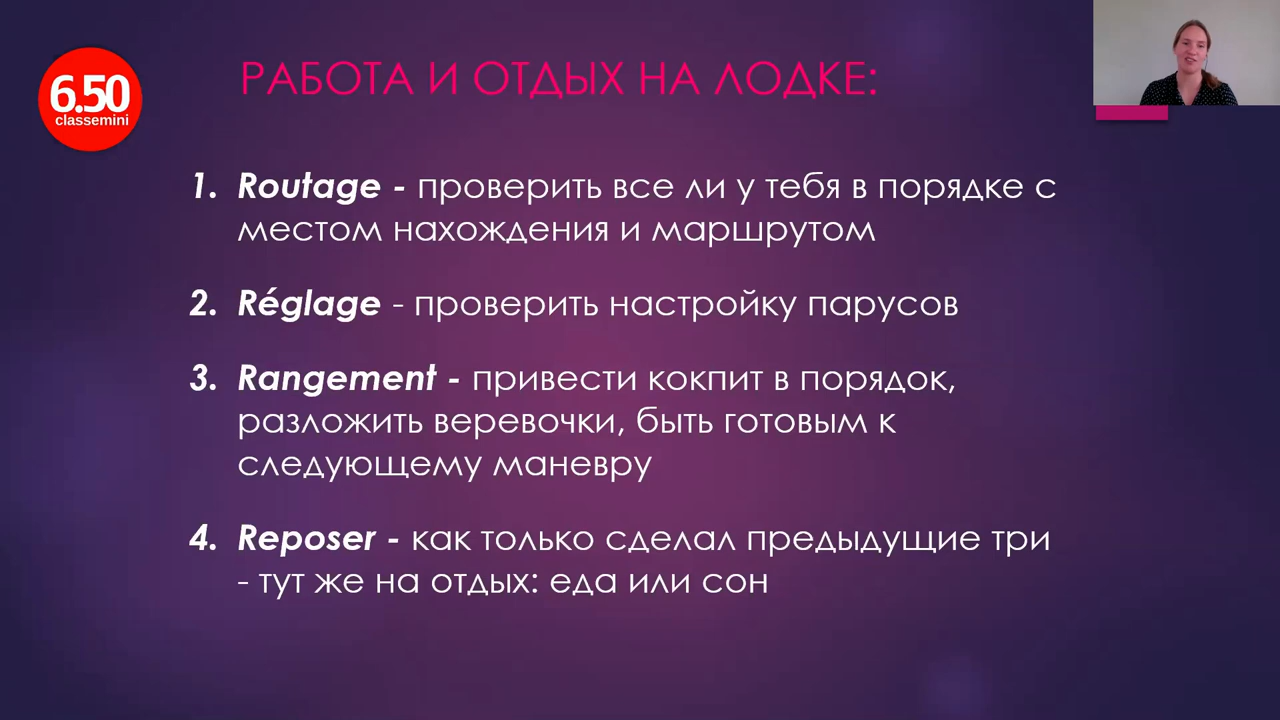 6.50
classemini
РАБОТА И ОТДЫХ НА ЛОДКЕ:
1. Routage - проверить все ли у тебя в порядке с
местом нахождения и маршрутом
2. Réglage - проверить настройку парусов
3. Rangement - привести кокпит в порядок,
разложить веревочки, быть готовым к
следующему маневру
4. Reposer - как только сделал предыдущие три
- тут же на отдых: еда или сон